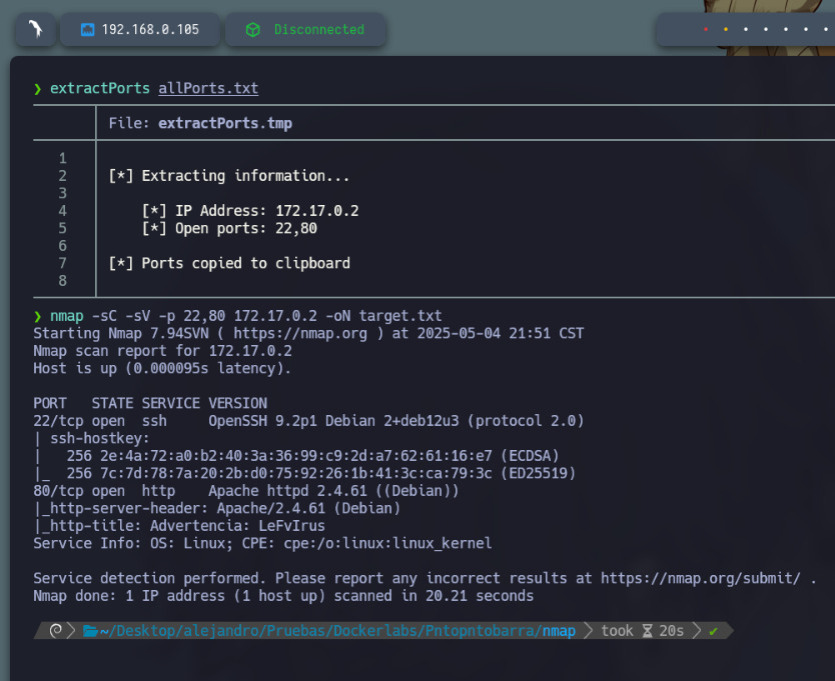 192.168.0.105 Disconnected
❯ extractPorts allPorts.txt
File: extractPorts.tmp
1
2 [*] Extracting information...
3
4 [*] IP Address: 172.17.0.2
5 [*] Open ports: 22,80
6
7 [*] Ports copied to clipboard
8
❯ nmap -sC -sV -p 22,80 172.17.0.2 -oN target.txt
Starting Nmap 7.94SVN ( https://nmap.org ) at 2025-05-04 21:51 CST
Nmap scan report for 172.17.0.2
Host is up (0.000095s latency).
PORT   STATE SERVICE VERSION
22/tcp open  ssh     OpenSSH 9.2p1 Debian 2+deb12u3 (protocol 2.0)
| ssh-hostkey:
|   256 2e:4a:72:a0:b2:40:3a:36:99:c9:2d:a7:62:61:16:e7 (ECDSA)
|_  256 7c:7d:78:7a:20:2b:d0:75:92:26:1b:41:3c:ca:79:3c (ED25519)
80/tcp open  http    Apache httpd 2.4.61 ((Debian))
|_http-server-header: Apache/2.4.61 (Debian)
|_http-title: Advertencia: LeFvIrus
Service Info: OS: Linux; CPE: cpe:/o:linux:linux_kernel
Service detection performed. Please report any incorrect results at https://nmap.org/submit/ .
Nmap done: 1 IP address (1 host up) scanned in 20.21 seconds
~/Desktop/alejandro/Pruebas/Dockerlabs/Pntopntobarra/nmap took 20s ✔